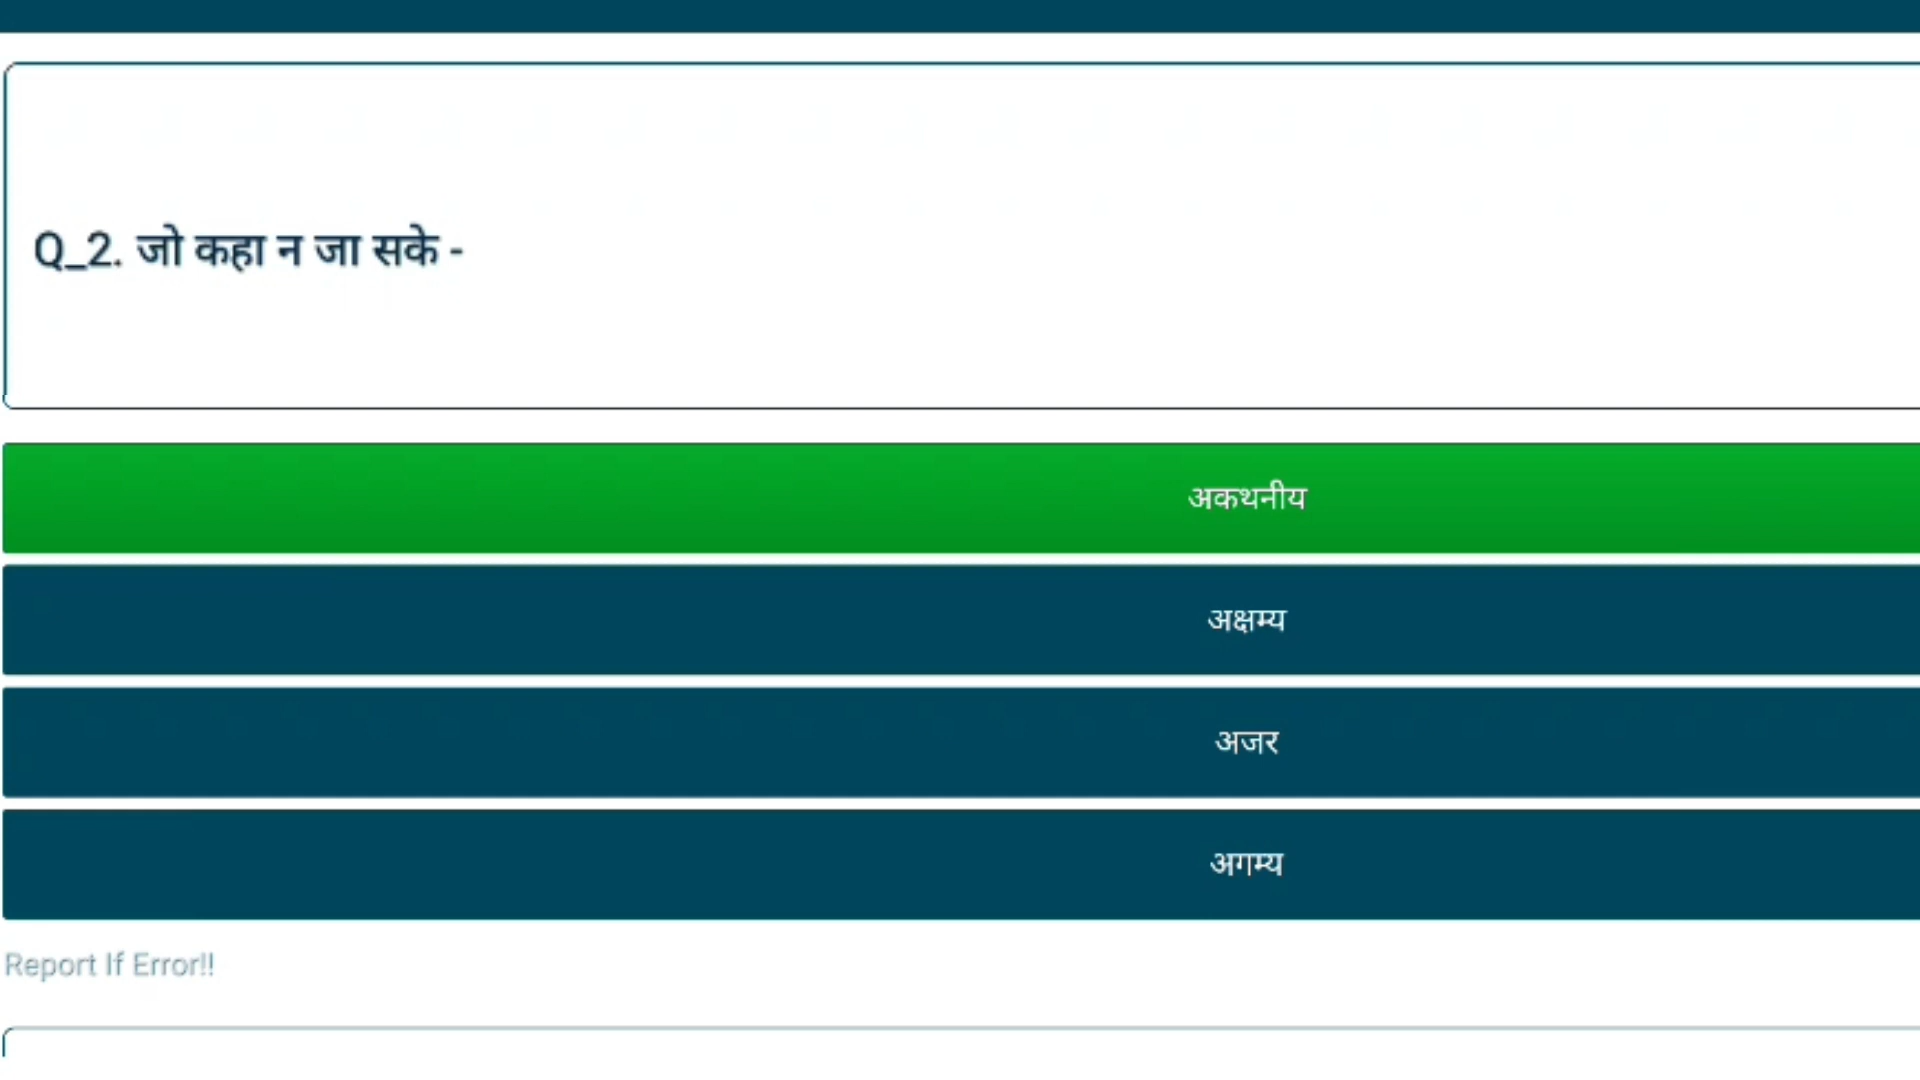 Q_2. जो कहा न जा सके -
अकथनीय
अक्षम्य
अजर
अगम्य
Report If Error!!